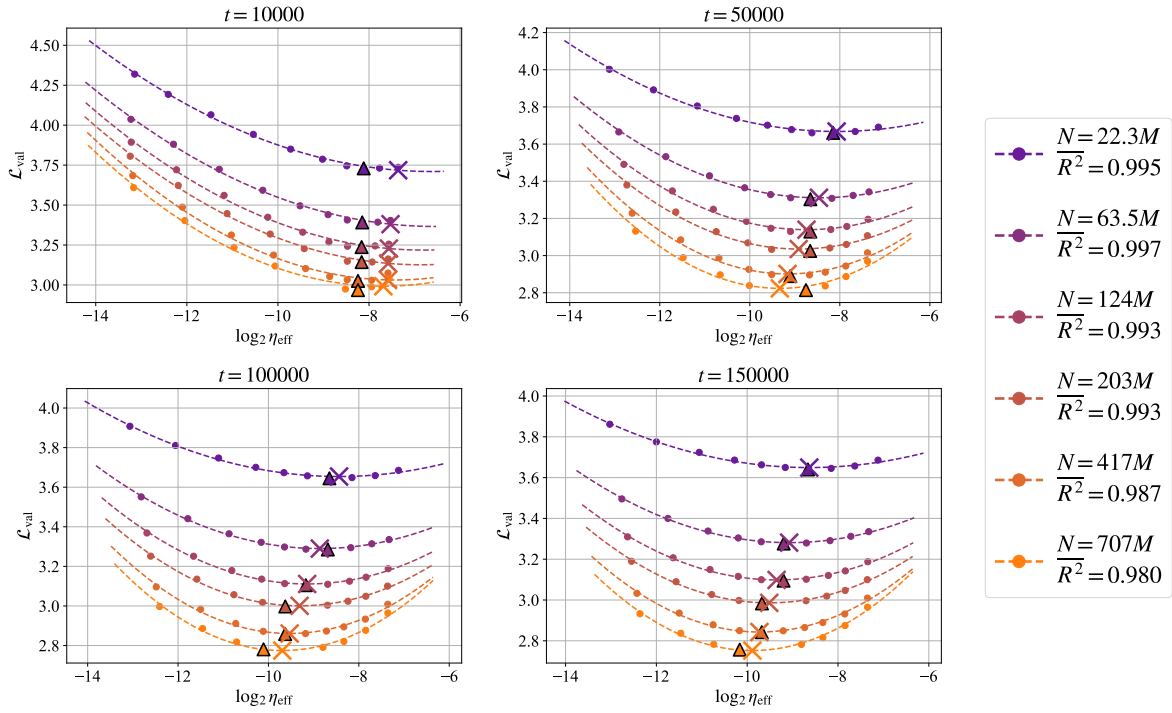 t = 10000
4.50
4.25
4.00
3.75
3.50
3.25
3.00
ℒval
−14 −12 −10 −8 −6
log₂ ηeff
t = 50000
4.2
4.0
3.8
3.6
3.4
3.2
3.0
2.8
ℒval
−14 −12 −10 −8 −6
log₂ ηeff
t = 100000
4.0
3.8
3.6
3.4
3.2
3.0
2.8
ℒval
−14 −12 −10 −8 −6
log₂ ηeff
t = 150000
4.0
3.8
3.6
3.4
3.2
3.0
2.8
ℒval
−14 −12 −10 −8 −6
log₂ ηeff
N = 22.3M
R² = 0.995
N = 63.5M
R² = 0.997
N = 124M
R² = 0.993
N = 203M
R² = 0.993
N = 417M
R² = 0.987
N = 707M
R² = 0.980